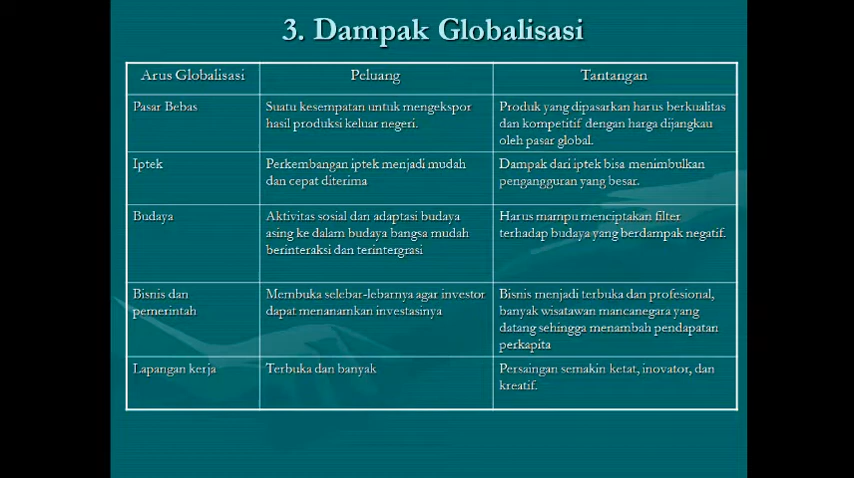 3. Dampak Globalisasi
Arus Globalisasi
Peluang
Tantangan
Pasar Bebas
Suatu kesempatan untuk mengekspor
hasil produksi keluar negeri.
Produk yang dipasarkan harus berkualitas
dan kompetitif dengan harga dijangkau
oleh pasar global.
Iptek
Perkembangan iptek menjadi mudah
dan cepat diterima
Dampak dari iptek bisa menimbulkan
pengangguran yang besar.
Budaya
Aktivitas sosial dan adaptasi budaya
asing ke dalam budaya bangsa mudah
berinteraksi dan terintergrasi
Harus mampu menciptakan filter
terhadap budaya yang berdampak negatif.
Bisnis dan
pemerintah
Membuka selebar-lebarnya agar investor
dapat menanamkan investasinya
Bisnis menjadi terbuka dan profesional,
banyak wisatawan mancanegara yang
datang sehingga menambah pendapatan
perkapita
Lapangan kerja
Terbuka dan banyak
Persaingan semakin ketat, inovator, dan
kreatif.